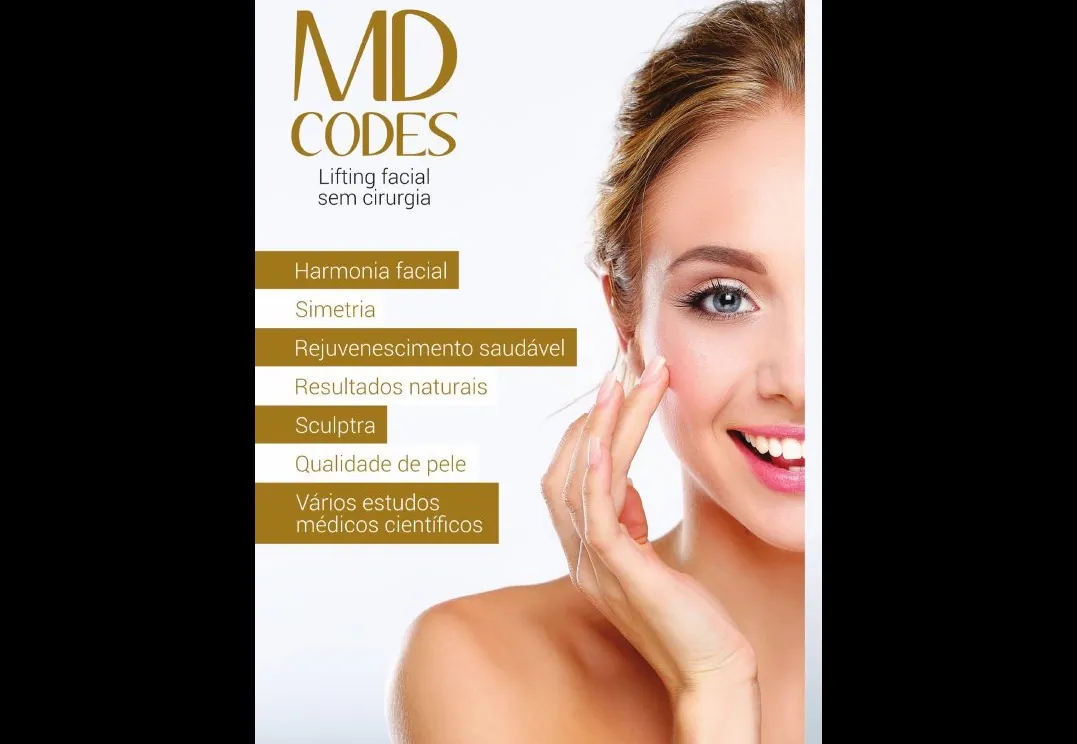 MD
CODES
Lifting facial
sem cirurgia
Harmonia facial
Simetria
Rejuvenescimento saudável
Resultados naturais
Sculptra
Qualidade de pele
Vários estudos
médicos científicos